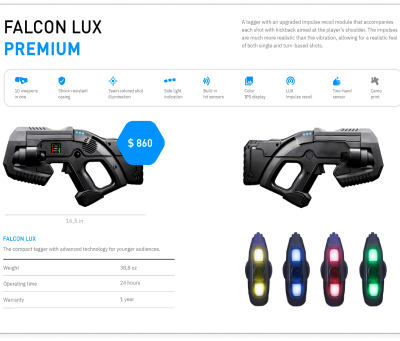 FALCON LUX
PREMIUM
A tagger with an upgraded impulse recoil module that accompanies
each shot with kickback aimed at the player's shoulder. The impulses
are much more realistic than the vibration, allowing for a realistic feel
of both single and turn-based shots.
10 weapons
in one
Shock-resistant
casing
Team-colored shot
illumination
Side light
indication
Built-in
hit sensors
Color
IPS display
LUX
impulse recoil
Two-hand
sensor
Camo
print
$ 860
16,5 in
FALCON LUX
The compact tagger with advanced technology for younger audiences.
Weight 38,8 oz
Operating time 24 hours
Warranty 1 year